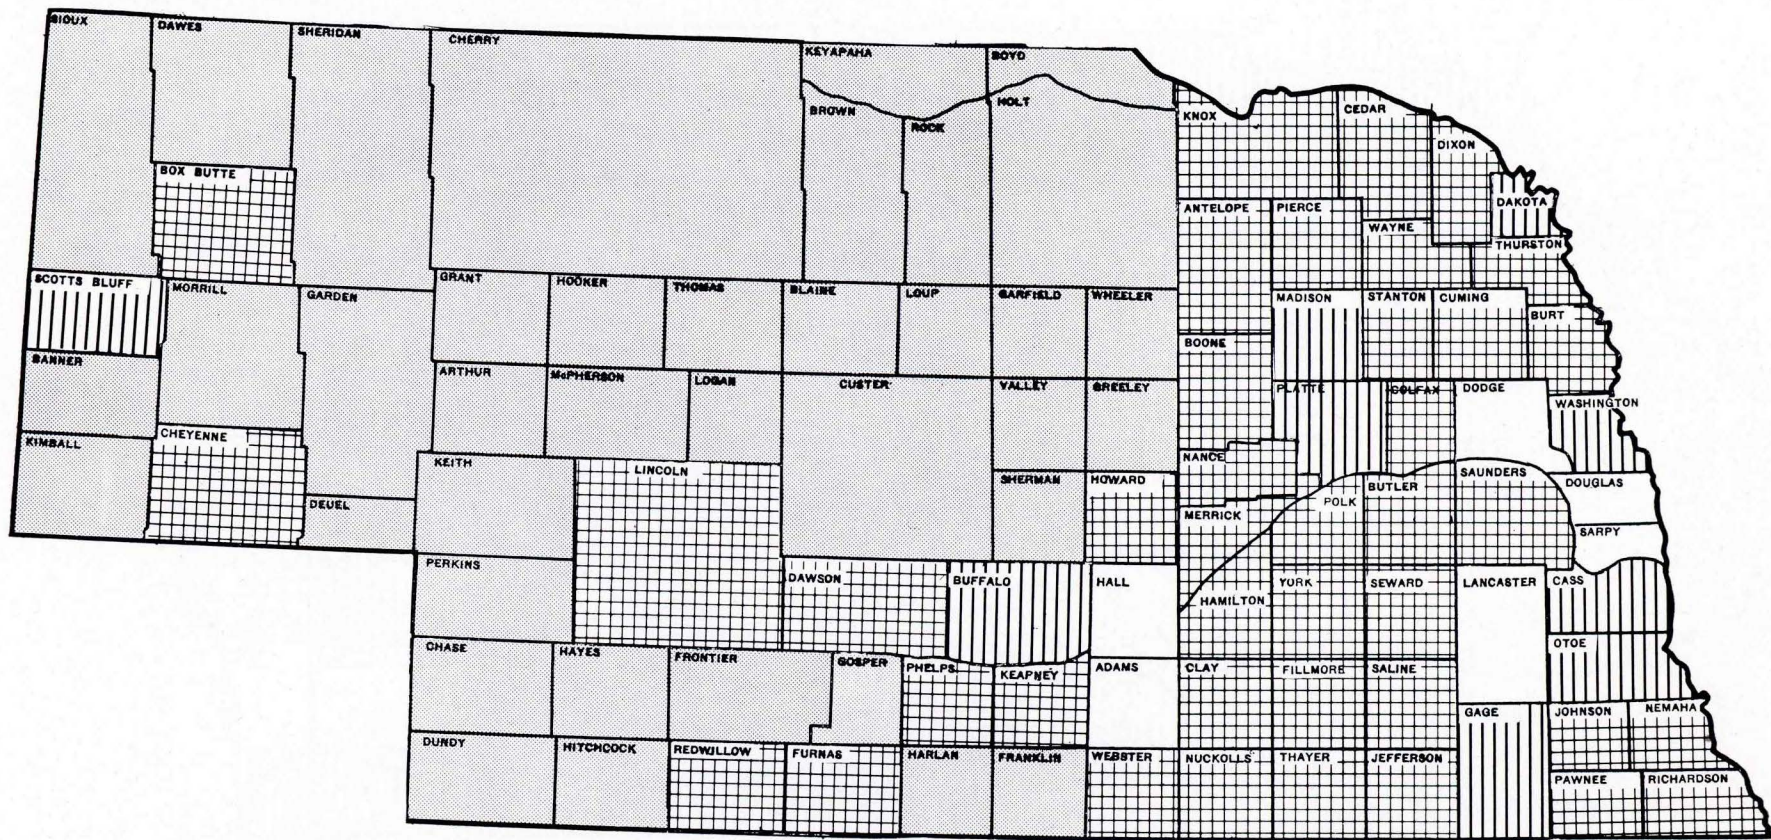 SIOUX
DAWES
SHERIDAN
CHERRY
KEYAPAHA
BOYD
BROWN
ROCK
HOLT
KNOX
CEDAR
DIXON
DAKOTA
BOX BUTTE
ANTELOPE
PIERCE
WAYNE
THURSTON
SCOTTS BLUFF
MORRILL
GARDEN
GRANT
HOOKER
THOMAS
BLAINE
LOUP
GARFIELD
WHEELER
MADISON
STANTON
CUMING
BURT
BANNER
BOONE
ARTHUR
McPHERSON
LOGAN
CUSTER
VALLEY
GREELEY
PLATTE
COLFAX
DODGE
WASHINGTON
KIMBALL
CHEYENNE
KEITH
LINCOLN
NANCE
SHERMAN
HOWARD
SAUNDERS
DOUGLAS
DEUEL
MERRICK
POLK
BUTLER
SARPY
PERKINS
DAWSON
BUFFALO
HALL
HAMILTON
YORK
SEWARD
LANCASTER
CASS
CHASE
HAYES
FRONTIER
GOSPER
PHELPS
KEARNEY
ADAMS
CLAY
FILLMORE
SALINE
OTOE
DUNDY
HITCHCOCK
REDWILLOW
FURNAS
HARLAN
FRANKLIN
WEBSTER
NUCKOLLS
THAYER
JEFFERSON
GAGE
JOHNSON
NEMAHA
PAWNEE
RICHARDSON